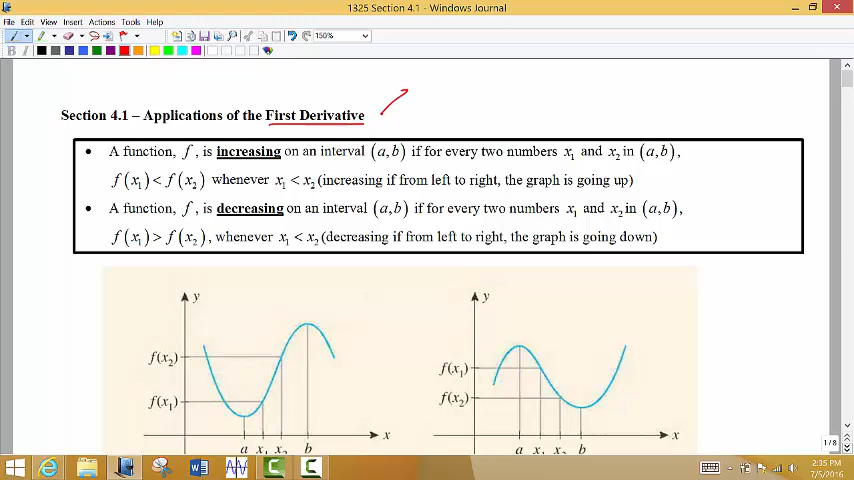 1325 Section 4.1 - Windows Journal
File Edit View Insert Actions Tools Help
150%
B I
Section 4.1 – Applications of the First Derivative
• A function, f , is increasing on an interval (a,b) if for every two numbers x₁ and x₂ in (a,b),
f(x₁) < f(x₂) whenever x₁ < x₂ (increasing if from left to right, the graph is going up)
• A function, f , is decreasing on an interval (a,b) if for every two numbers x₁ and x₂ in (a,b),
f(x₁) > f(x₂), whenever x₁ < x₂ (decreasing if from left to right, the graph is going down)
y y
f(x₂) f(x₁)
f(x₁) f(x₂)
x x
a x₁ x₂ b a x₁ x₂ b
1/8
2:35 PM
7/5/2016